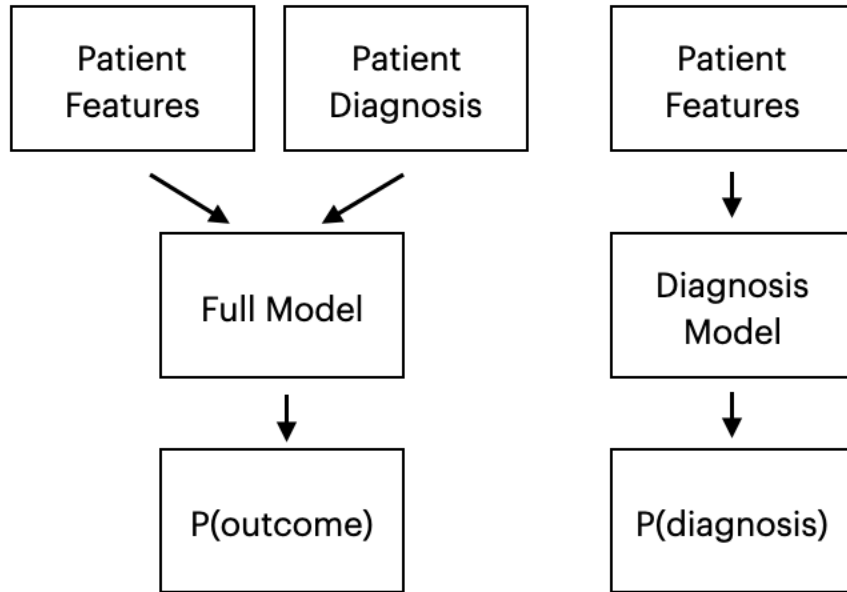 Patient
Features
Patient
Diagnosis
Patient
Features
Full Model
Diagnosis
Model
P(outcome)
P(diagnosis)